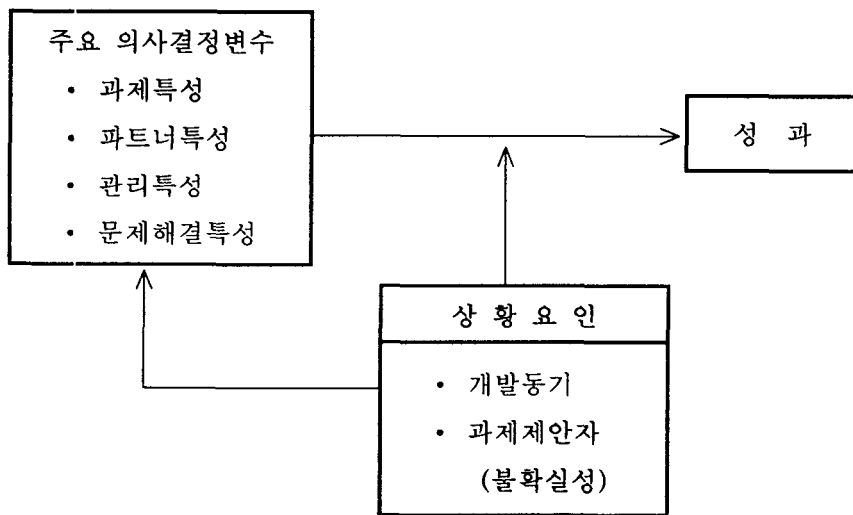 주요 의사결정변수
• 과제특성
• 파트너특성
• 관리특성
• 문제해결특성
성 과
상 황 요 인
• 개발동기
• 과제제안자
(불확실성)